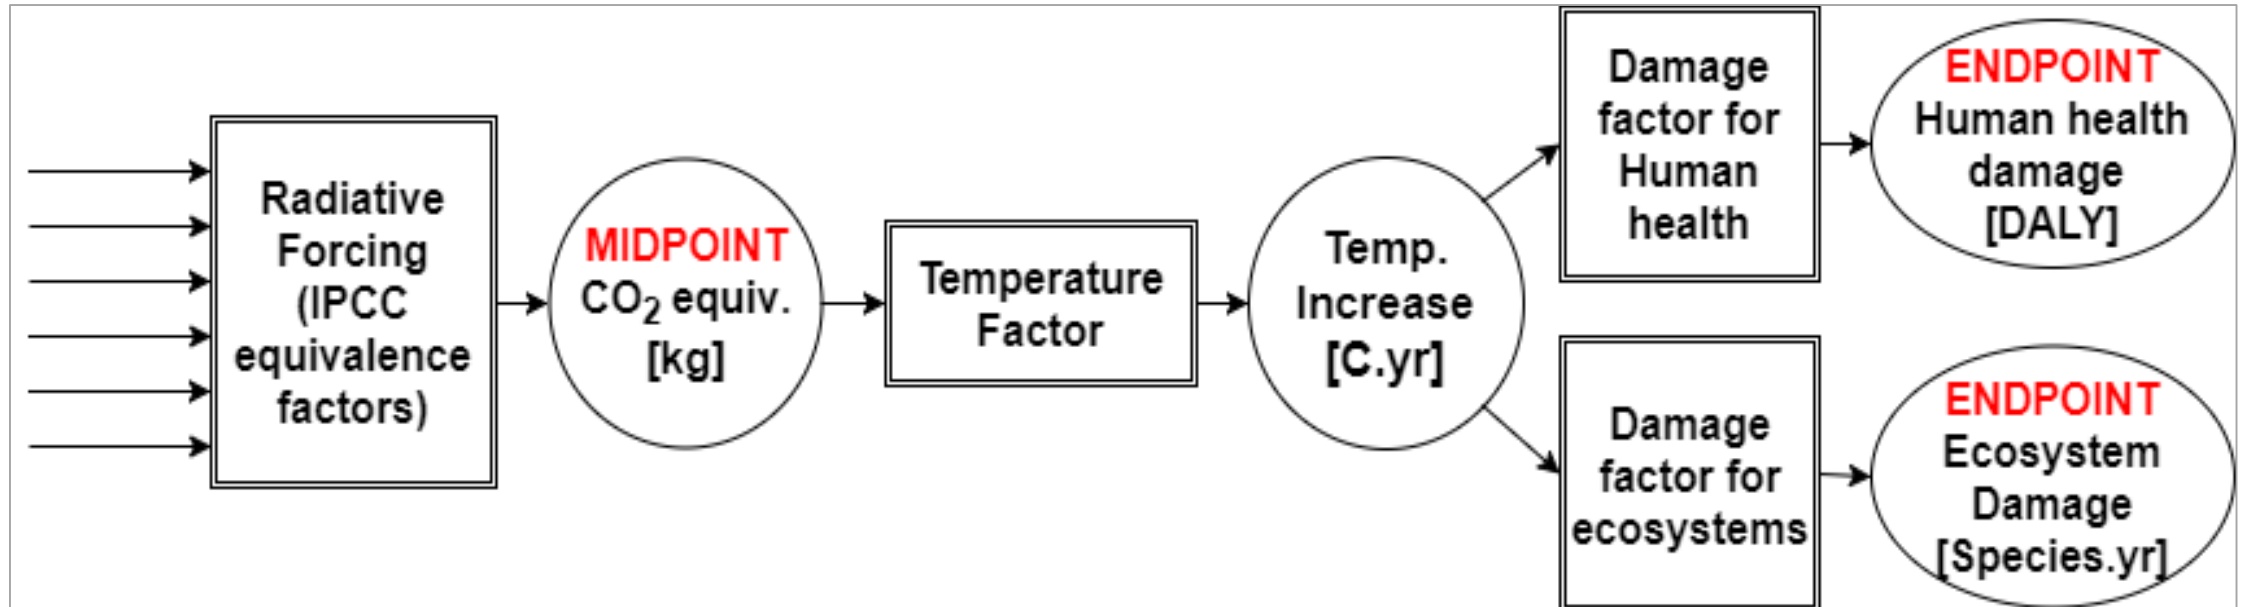 Radiative
Forcing
(IPCC
equivalence
factors)
MIDPOINT
CO₂ equiv.
[kg]
Temperature
Factor
Temp.
Increase
[C.yr]
Damage
factor for
Human
health
ENDPOINT
Human health
damage
[DALY]
Damage
factor for
ecosystems
ENDPOINT
Ecosystem
Damage
[Species.yr]